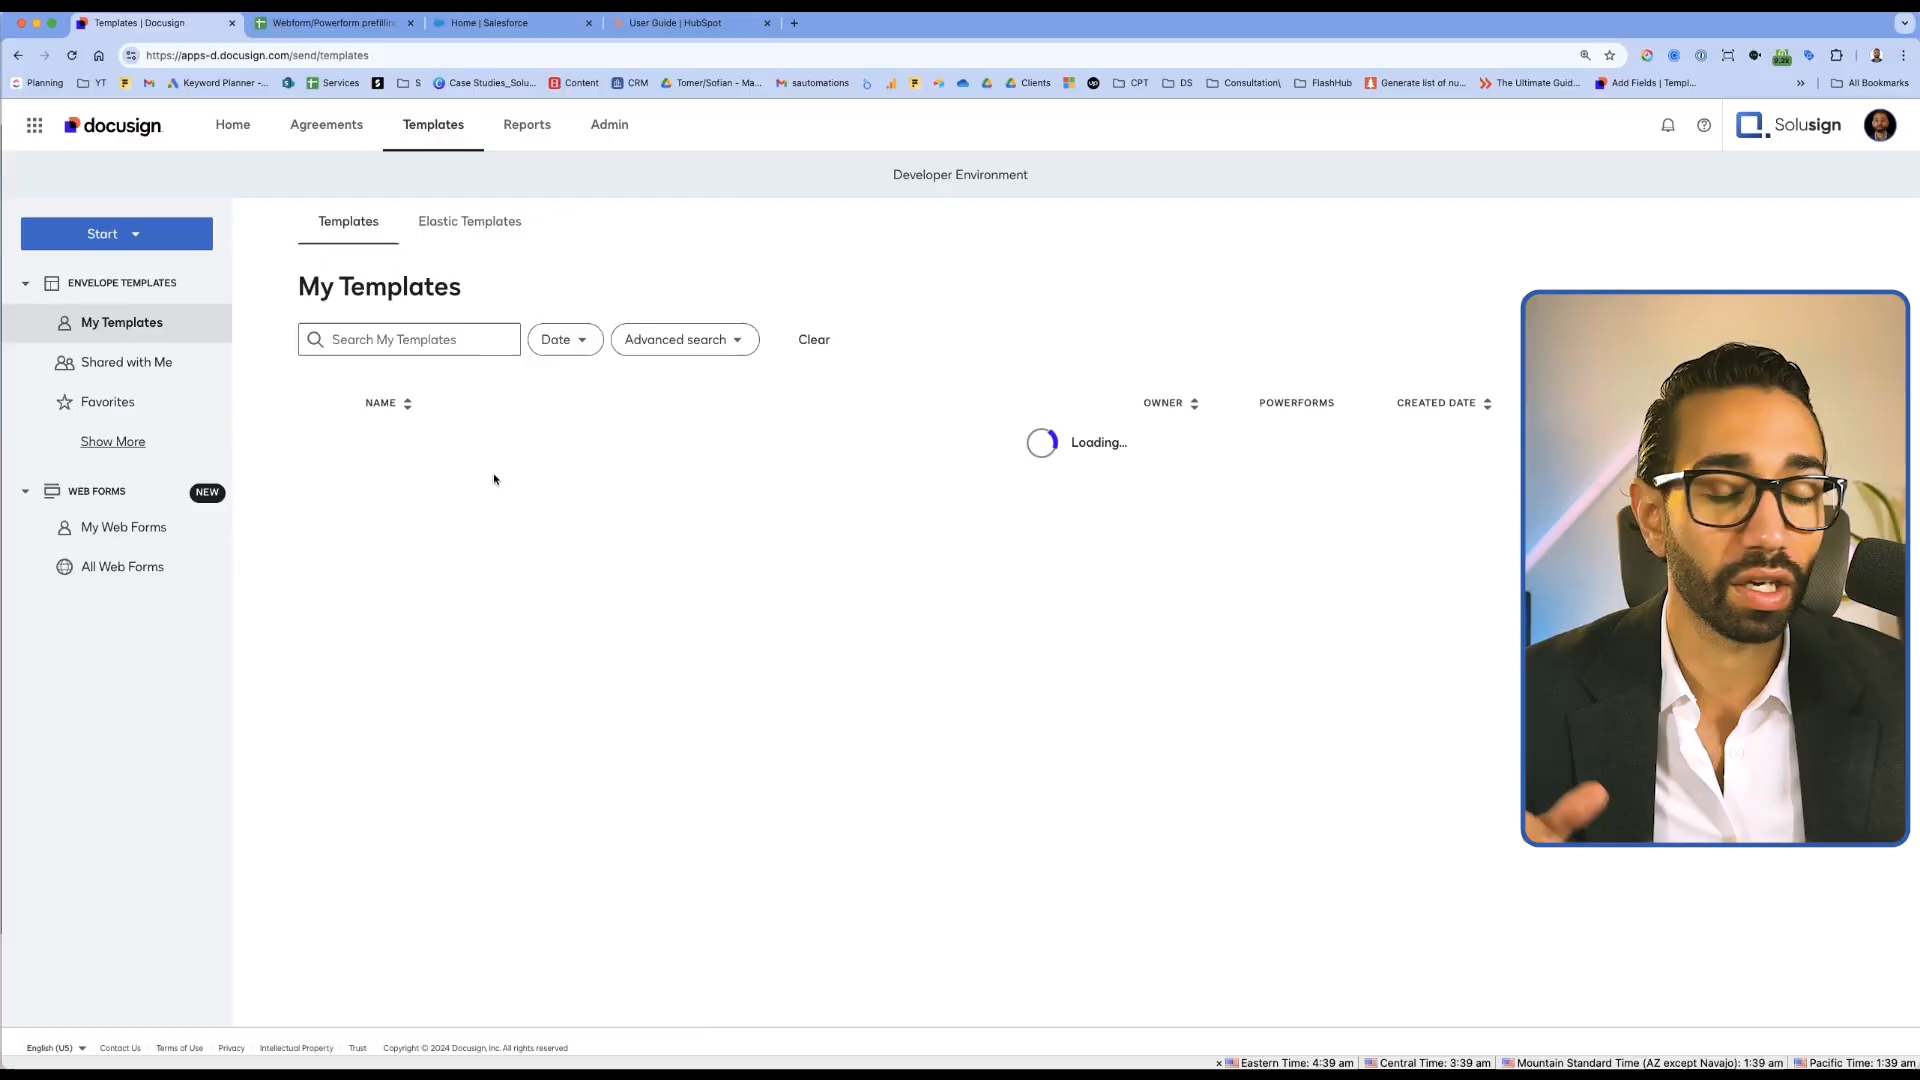 Templates | Docusign
Webform/Powerform prefilling
Home | Salesforce
User Guide | HubSpot
https://apps-d.docusign.com/send/templates
Planning
YT
Keyword Planner -...
Services
S
Case Studies_Solu...
Content
CRM
Tomer/Sofian - Ma...
sautomations
Clients
CPT
DS
Consultation\
FlashHub
Generate list of nu...
The Ultimate Guid...
Add Fields | Templ...
All Bookmarks
docusign
Home
Agreements
Templates
Reports
Admin
Solusign
Developer Environment
Start
Templates
Elastic Templates
ENVELOPE TEMPLATES
My Templates
Shared with Me
Favorites
Show More
WEB FORMS
NEW
My Web Forms
All Web Forms
My Templates
Search My Templates
Date
Advanced search
Clear
NAME
OWNER
POWERFORMS
CREATED DATE
Loading...
English (US)
Contact Us
Terms of Use
Privacy
Intellectual Property
Trust
Copyright © 2024 Docusign, Inc. All rights reserved
× Eastern Time: 4:39 am
Central Time: 3:39 am
Mountain Standard Time (AZ except Navajo): 1:39 am
Pacific Time: 1:39 am